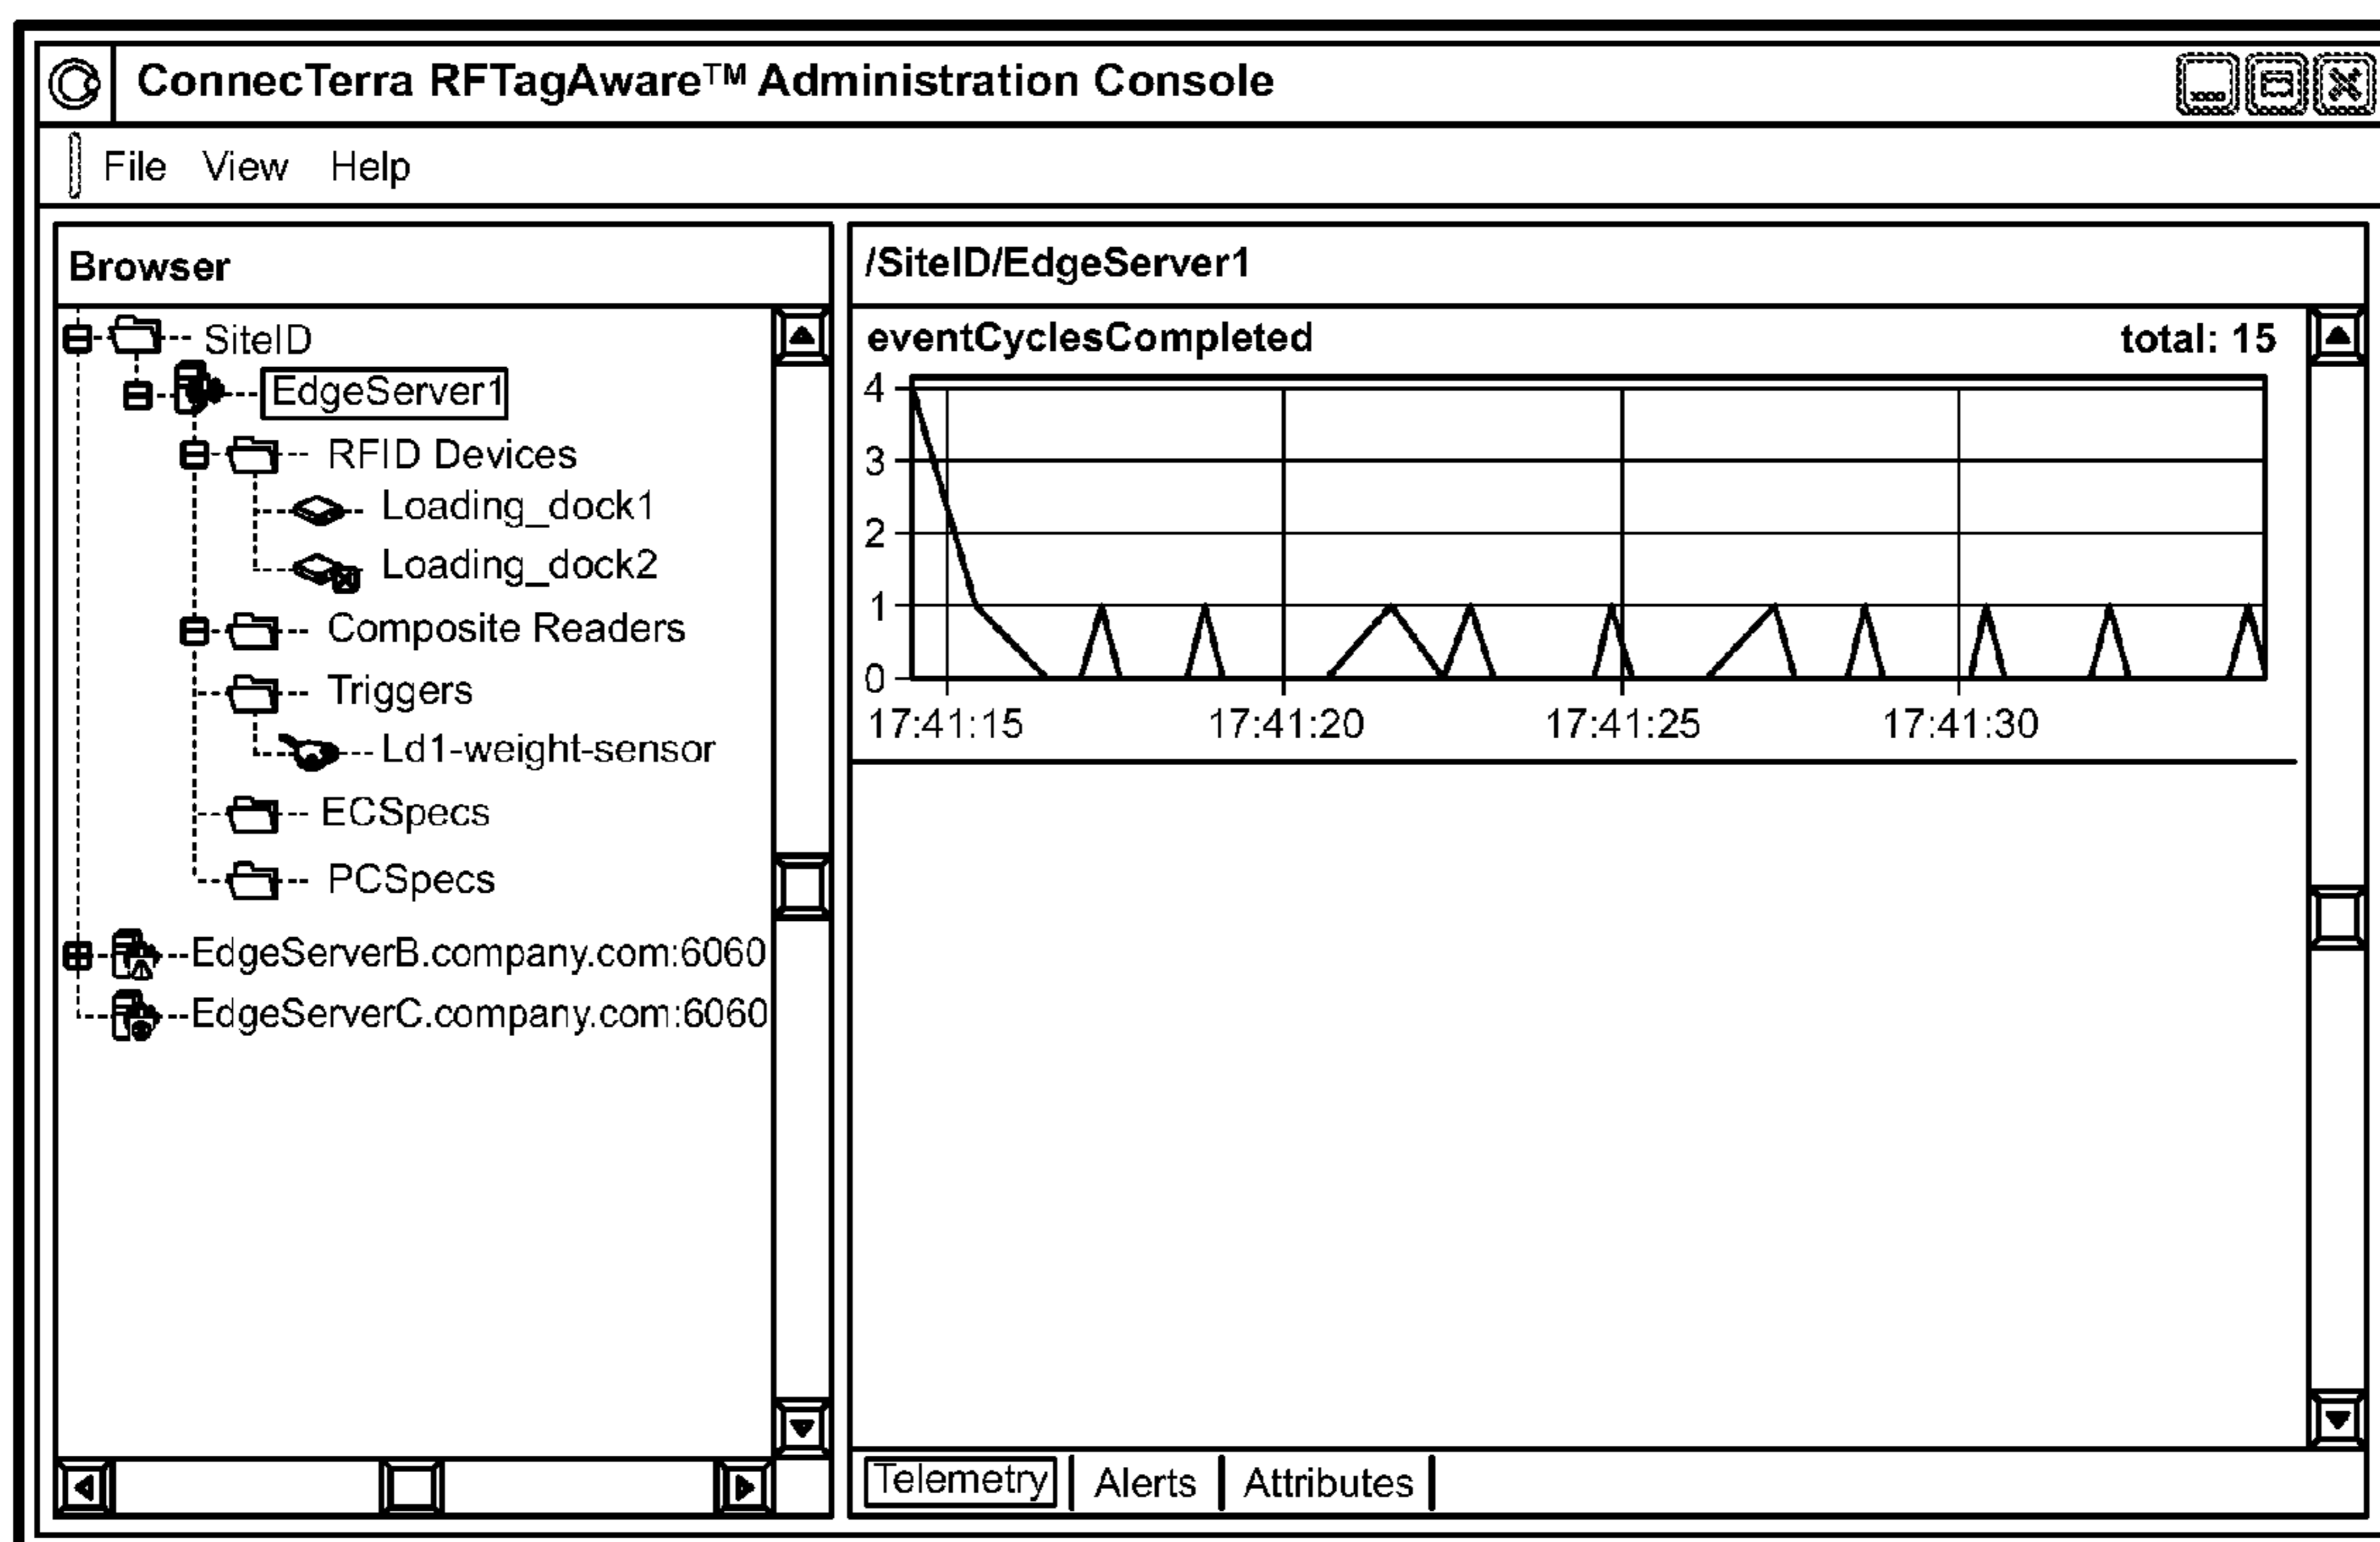 ConnecTerra RFTagAware™ Administration Console
File View Help
Browser
SiteID
EdgeServer1
RFID Devices
Loading_dock1
Loading_dock2
Composite Readers
Triggers
Ld1-weight-sensor
ECSpecs
PCSpecs
EdgeServerB.company.com:6060
EdgeServerC.company.com:6060
/SiteID/EdgeServer1
eventCyclesCompleted total: 15
4
3
2
1
0
17:41:15 17:41:20 17:41:25 17:41:30
Telemetry Alerts Attributes